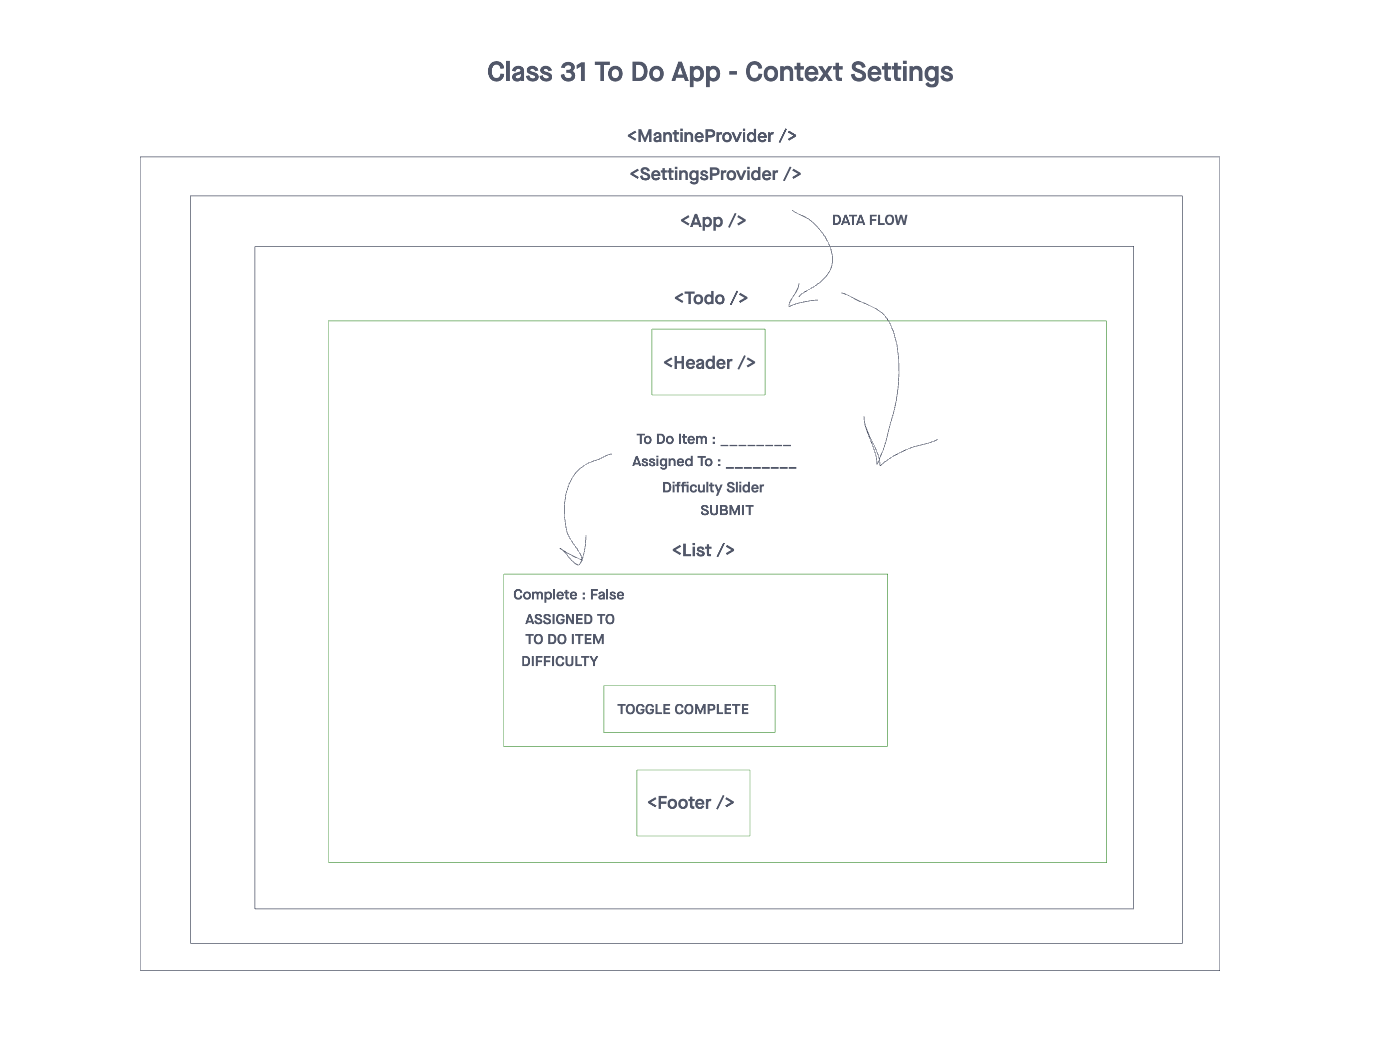 Class 31 To Do App - Context Settings
<MantineProvider />
<SettingsProvider />
<App />
DATA FLOW
<Todo />
<Header />
To Do Item : ________
Assigned To : ________
Difficulty Slider
SUBMIT
<List />
Complete : False
ASSIGNED TO
TO DO ITEM
DIFFICULTY
TOGGLE COMPLETE
<Footer />